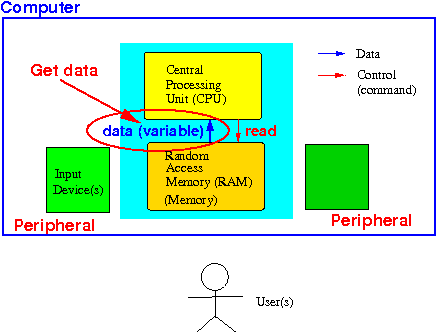 Computer
Get data
Central
Processing
Unit (CPU)
Data
Control
(command)
data (variable)
read
Random
Access
Memory (RAM)
(Memory)
Input
Device(s)
Peripheral
Peripheral
User(s)